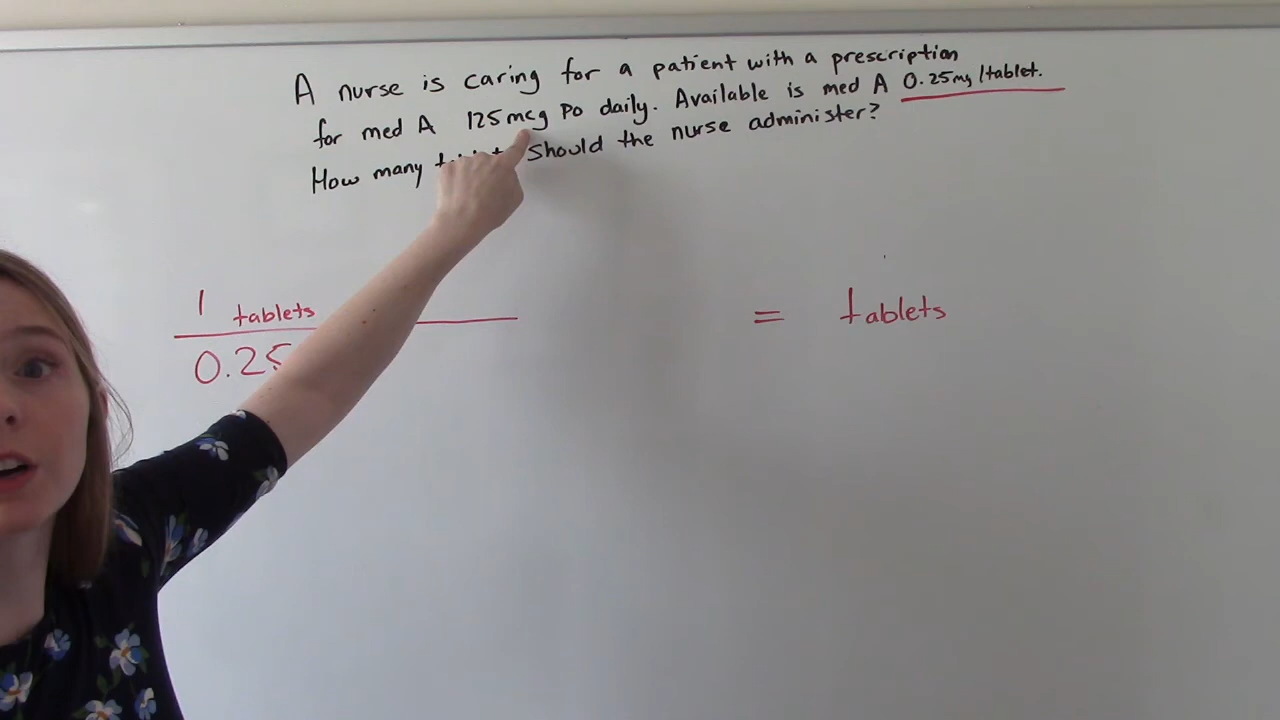 A nurse is caring for a patient with a prescription
for med A 125mcg PO daily. Available is med A 0.25mg/tablet.
How many should the nurse administer?
1 tablets
= tablets
0.25